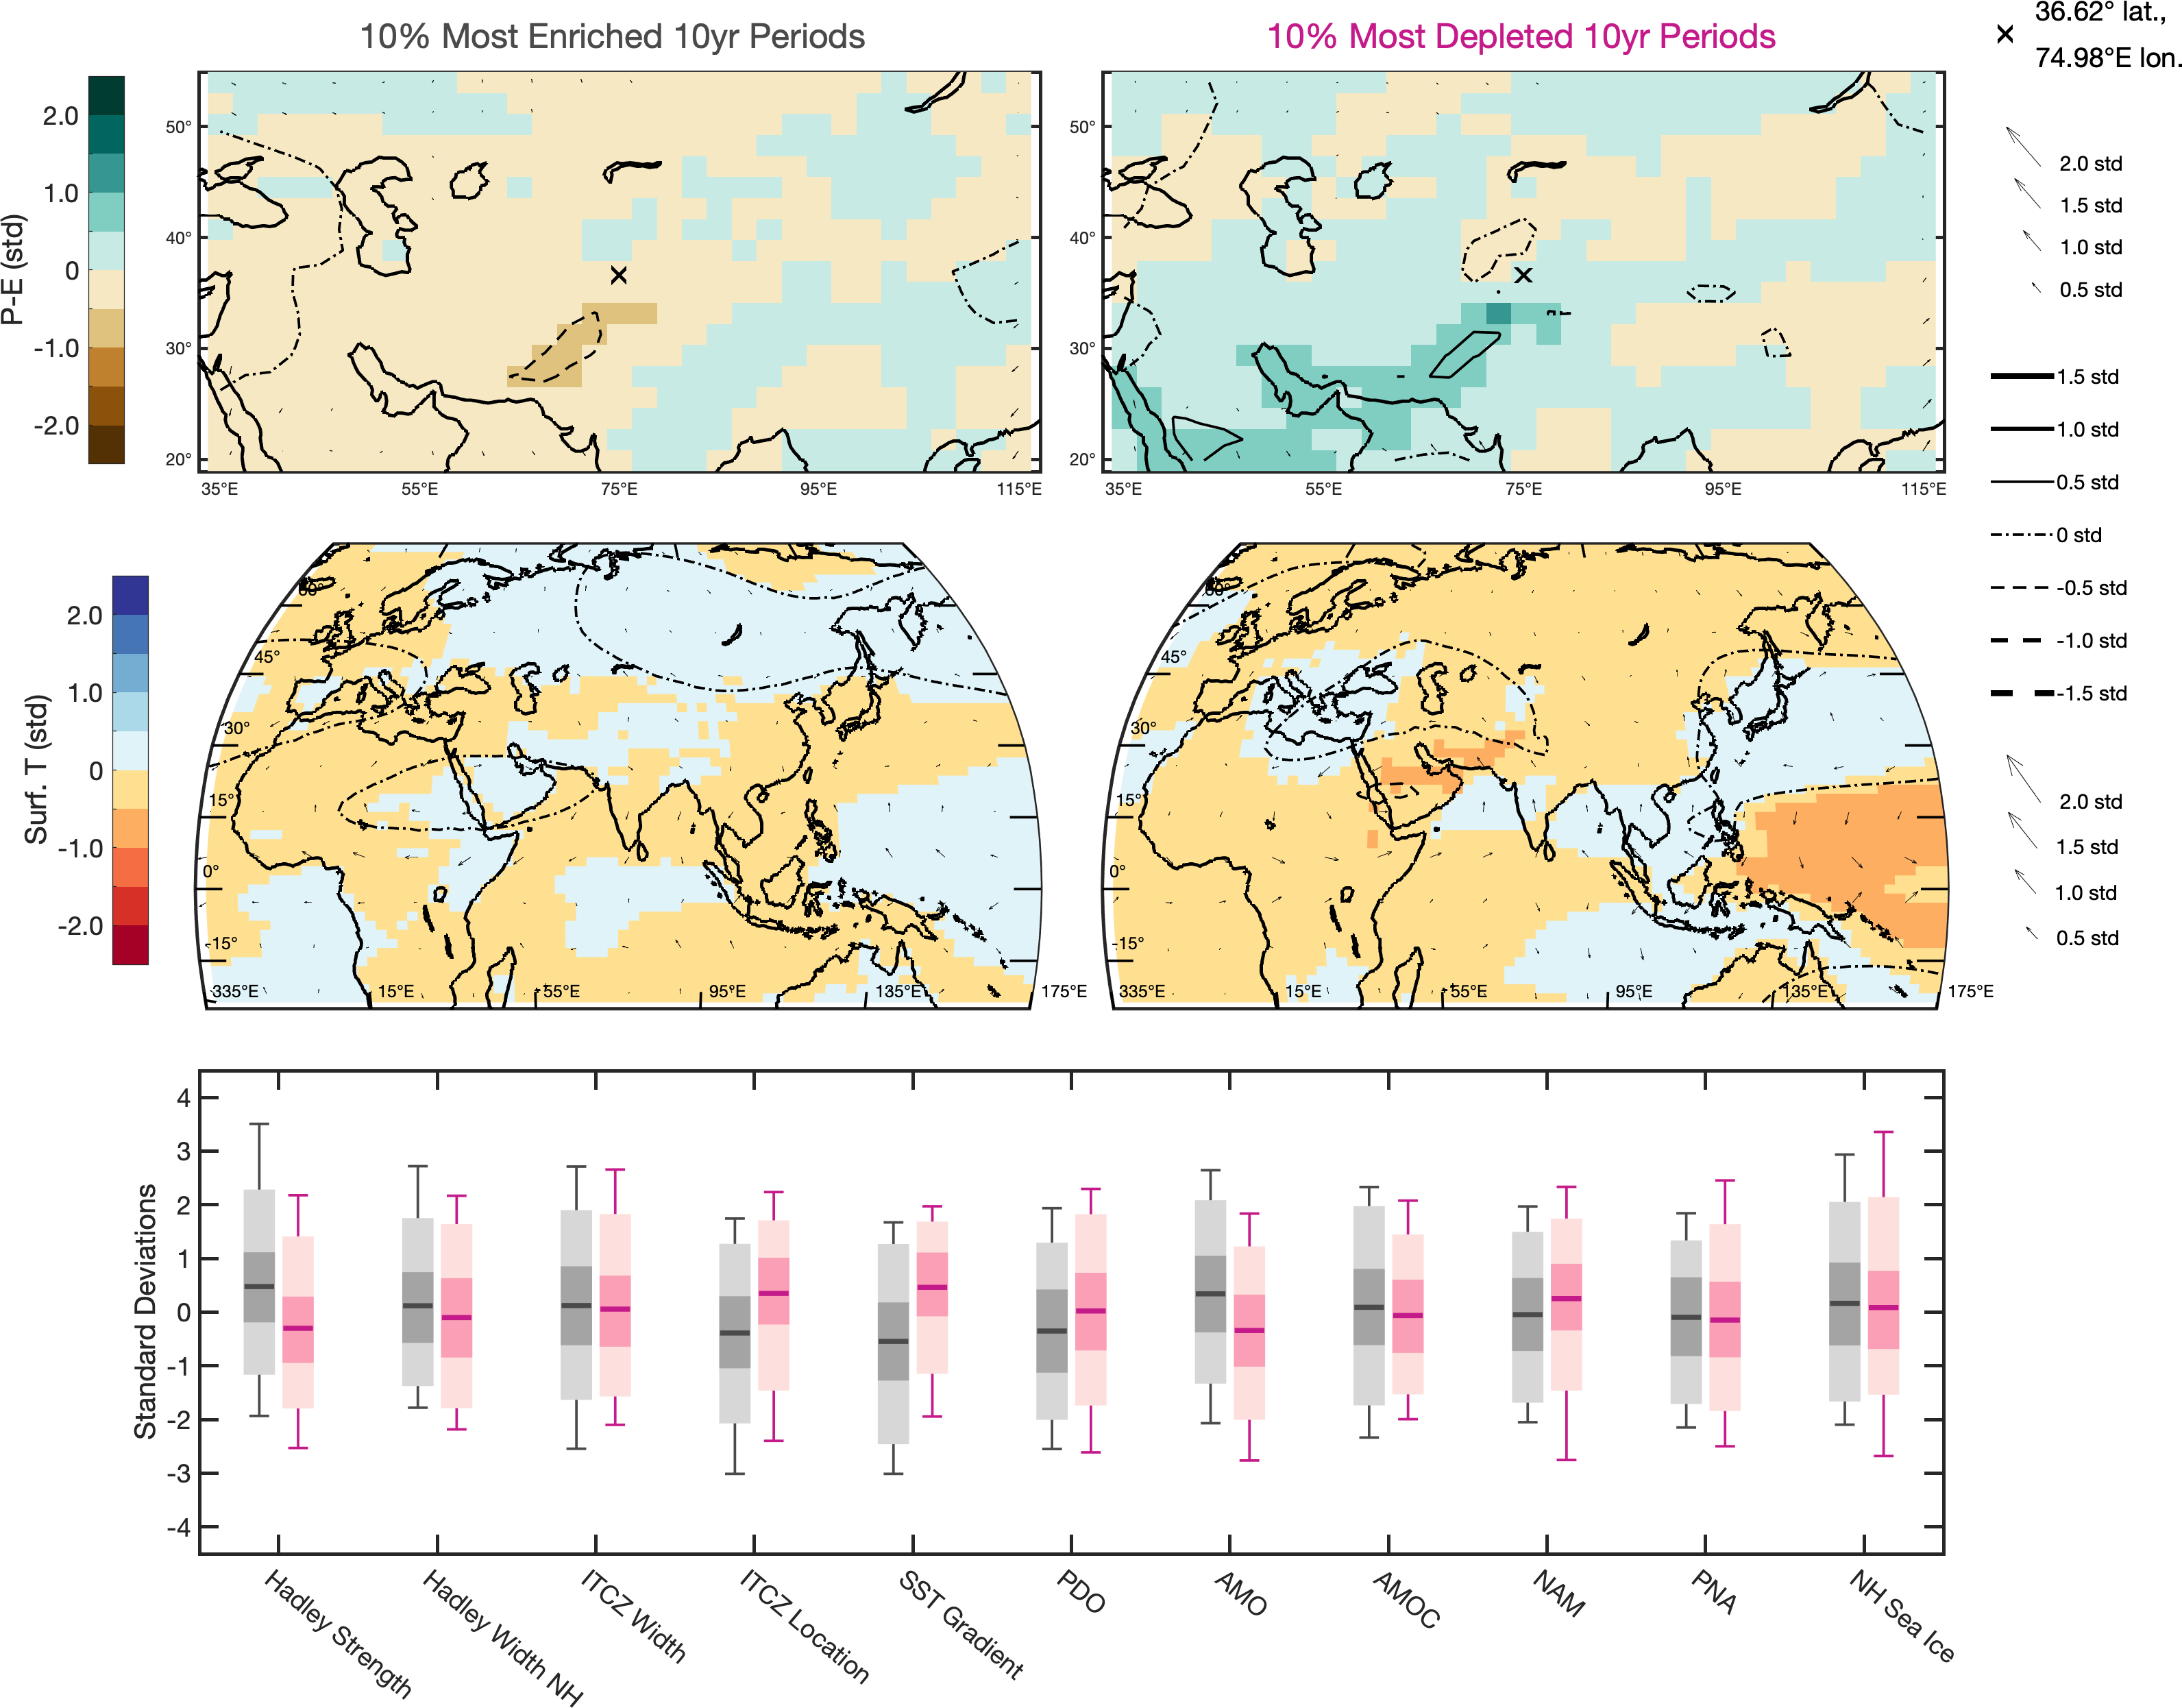 10% Most Enriched 10yr Periods
10% Most Depleted 10yr Periods
36.62° lat.,
74.98°E lon.
P-E (std)
2.0
1.0
0
-1.0
-2.0
50°
40°
30°
20°
35°E 55°E 75°E 95°E 115°E
50°
40°
30°
20°
35°E 55°E 75°E 95°E 115°E
2.0 std
1.5 std
1.0 std
0.5 std
1.5 std
1.0 std
0.5 std
0 std
-0.5 std
-1.0 std
-1.5 std
Surf. T (std)
2.0
1.0
0
-1.0
-2.0
60°
45°
30°
15°
0°
-15°
335°E 15°E 55°E 95°E 135°E 175°E
60°
45°
30°
15°
0°
-15°
335°E 15°E 55°E 95°E 135°E 175°E
2.0 std
1.5 std
1.0 std
0.5 std
Standard Deviations
4
3
2
1
0
-1
-2
-3
-4
Hadley Strength
Hadley Width NH
ITCZ Width
ITCZ Location
SST Gradient
PDO
AMO
AMOC
NAM
PNA
NH Sea Ice